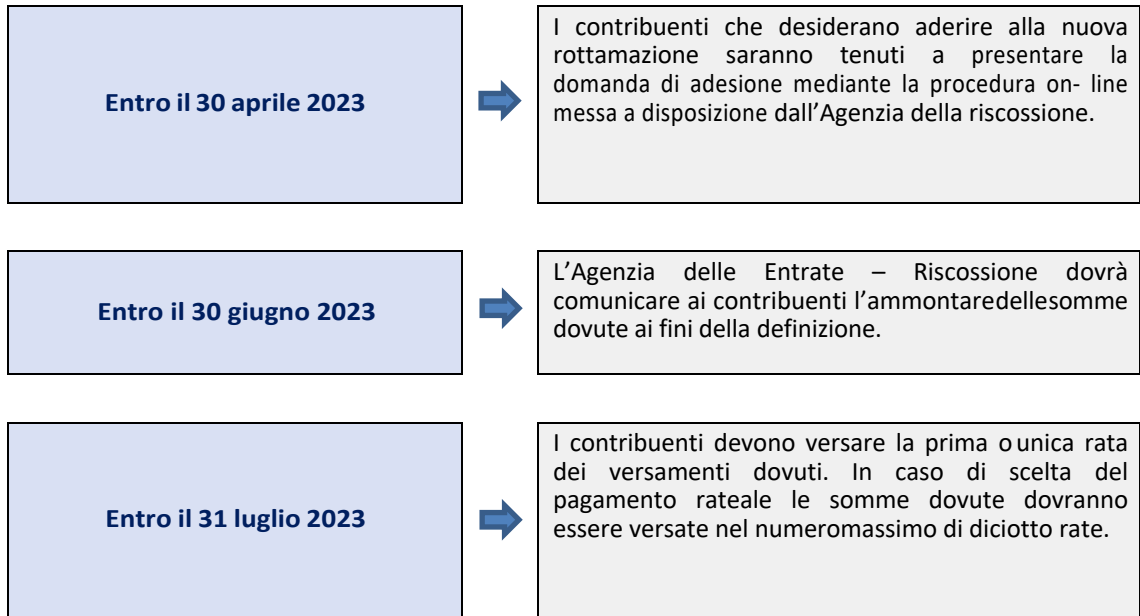 Entro il 30 aprile 2023
I contribuenti che desiderano aderire alla nuova
rottamazione saranno tenuti a presentare la
domanda di adesione mediante la procedura on- line
messa a disposizione dall’Agenzia della riscossione.
Entro il 30 giugno 2023
L’Agenzia delle Entrate – Riscossione dovrà
comunicare ai contribuenti l’ammontaredellesomme
dovute ai fini della definizione.
Entro il 31 luglio 2023
I contribuenti devono versare la prima o unica rata
dei versamenti dovuti. In caso di scelta del
pagamento rateale le somme dovute dovranno
essere versate nel numeromassimo di diciotto rate.